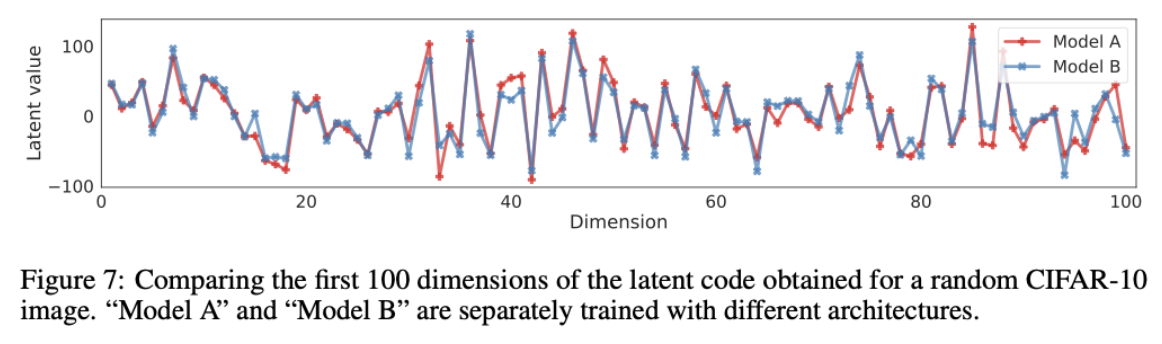 Latent value
100
0
−100
Model A
Model B
0 20 40 60 80 100
Dimension
Figure 7: Comparing the first 100 dimensions of the latent code obtained for a random CIFAR-10
image. “Model A” and “Model B” are separately trained with different architectures.